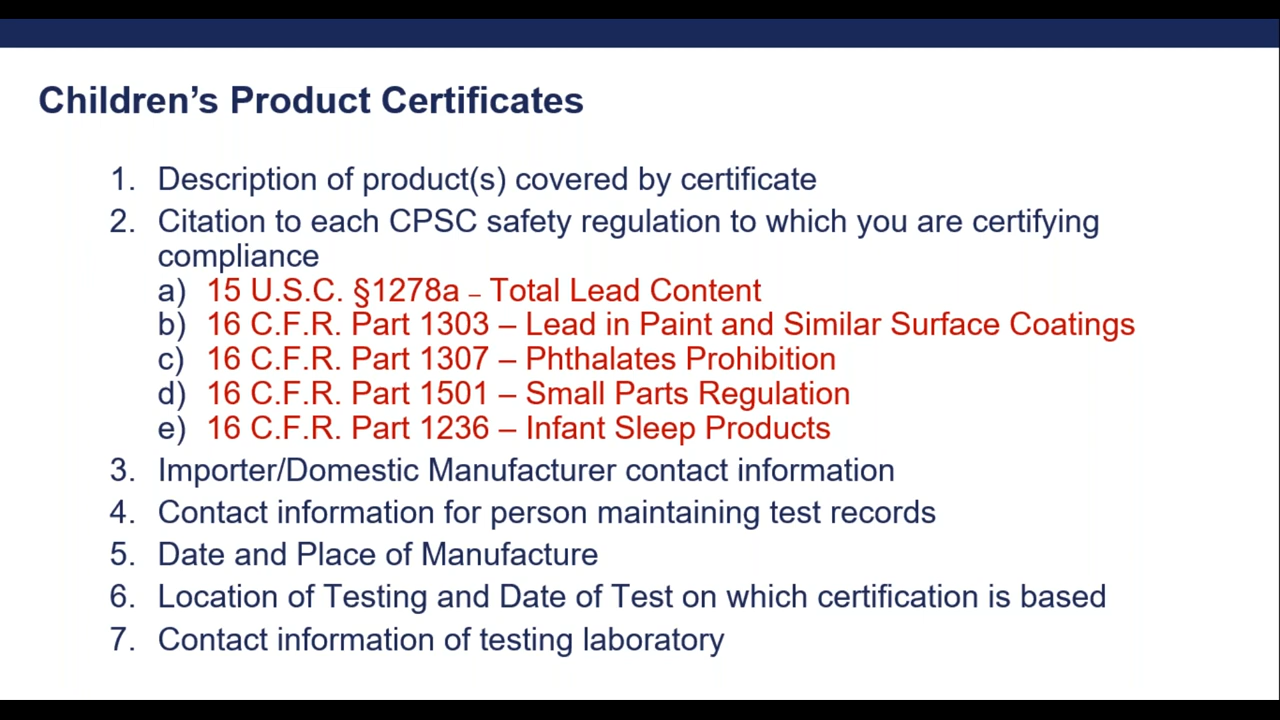 Children’s Product Certificates
1. Description of product(s) covered by certificate
2. Citation to each CPSC safety regulation to which you are certifying
compliance
a) 15 U.S.C. §1278a – Total Lead Content
b) 16 C.F.R. Part 1303 – Lead in Paint and Similar Surface Coatings
c) 16 C.F.R. Part 1307 – Phthalates Prohibition
d) 16 C.F.R. Part 1501 – Small Parts Regulation
e) 16 C.F.R. Part 1236 – Infant Sleep Products
3. Importer/Domestic Manufacturer contact information
4. Contact information for person maintaining test records
5. Date and Place of Manufacture
6. Location of Testing and Date of Test on which certification is based
7. Contact information of testing laboratory